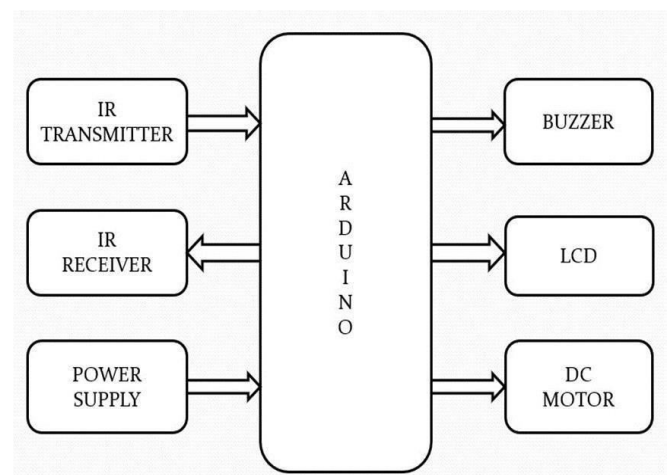 IR
TRANSMITTER
IR
RECEIVER
POWER
SUPPLY
A
R
D
U
I
N
O
BUZZER
LCD
DC
MOTOR